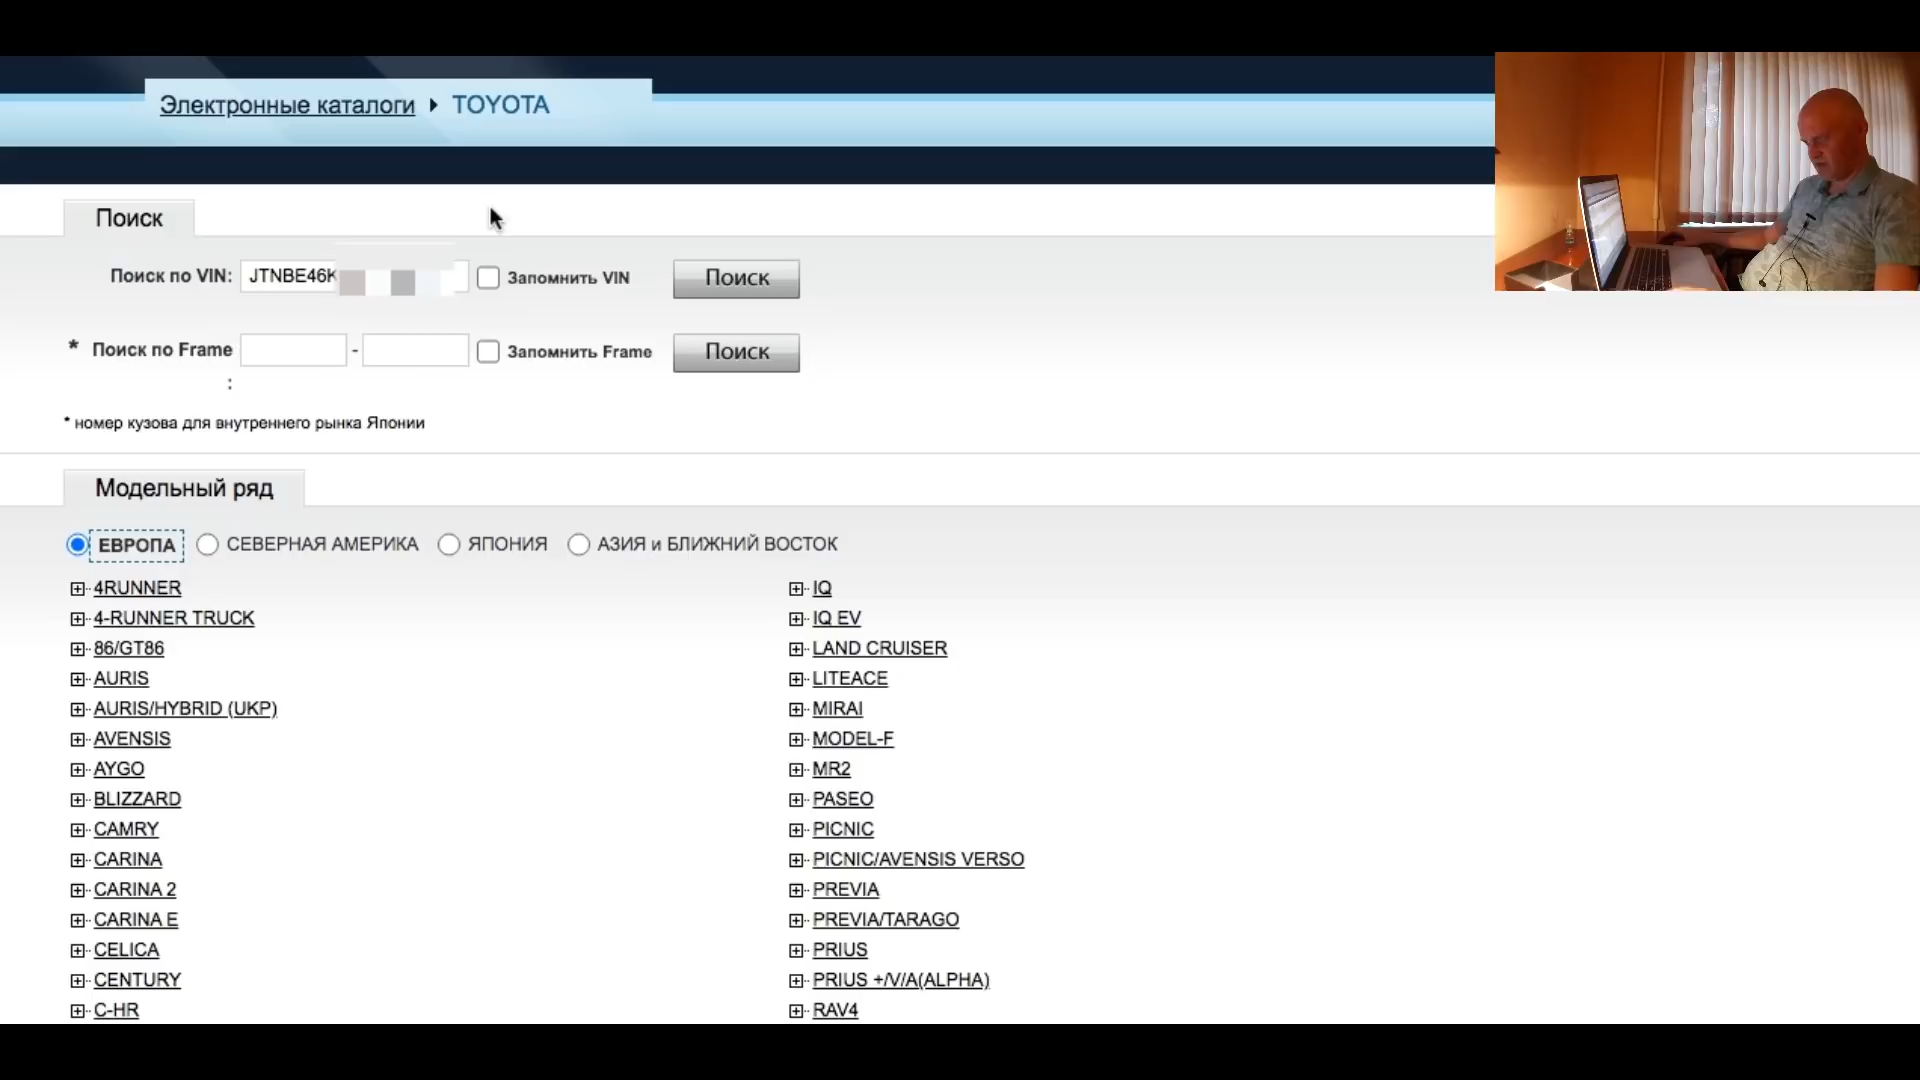 Электронные каталоги TOYOTA
Поиск
Поиск по VIN: JTNBE46K Запомнить VIN Поиск
* Поиск по Frame - Запомнить Frame Поиск
:
* номер кузова для внутреннего рынка Японии
Модельный ряд
ЕВРОПА СЕВЕРНАЯ АМЕРИКА ЯПОНИЯ АЗИЯ и БЛИЖНИЙ ВОСТОК
4RUNNER
4-RUNNER TRUCK
86/GT86
AURIS
AURIS/HYBRID (UKP)
AVENSIS
AYGO
BLIZZARD
CAMRY
CARINA
CARINA 2
CARINA E
CELICA
CENTURY
C-HR
IQ
IQ EV
LAND CRUISER
LITEACE
MIRAI
MODEL-F
MR2
PASEO
PICNIC
PICNIC/AVENSIS VERSO
PREVIA
PREVIA/TARAGO
PRIUS
PRIUS +/V/A(ALPHA)
RAV4